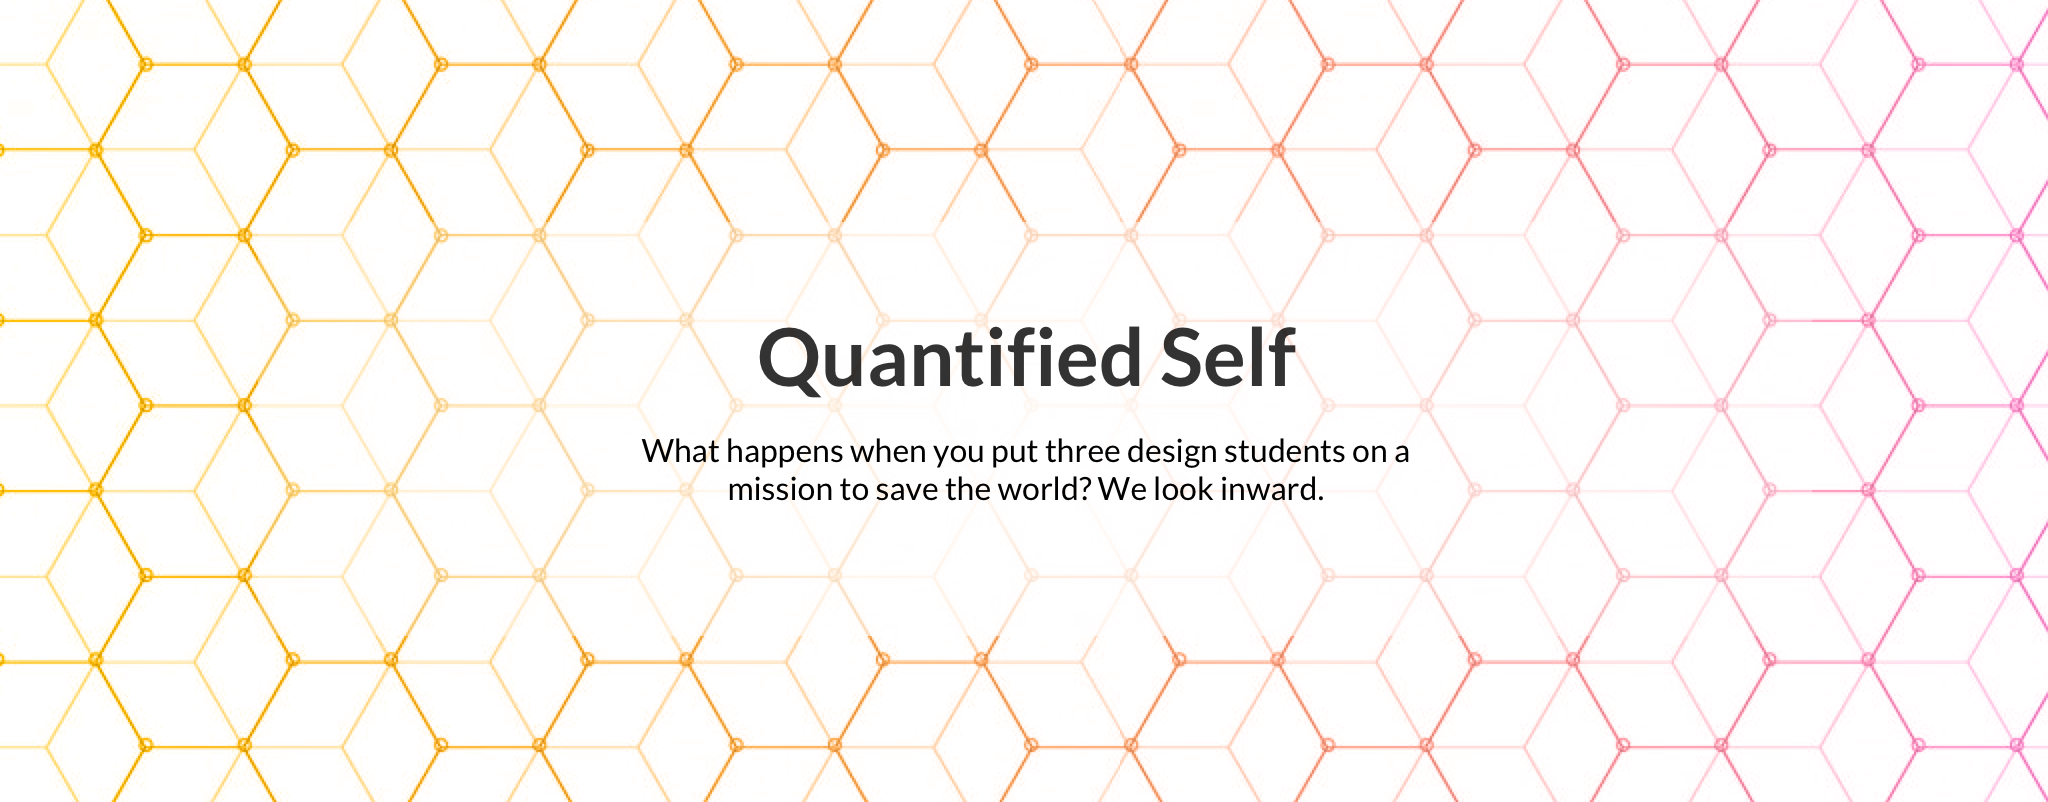 Quantified Self
What happens when you put three design students on a
mission to save the world? We look inward.